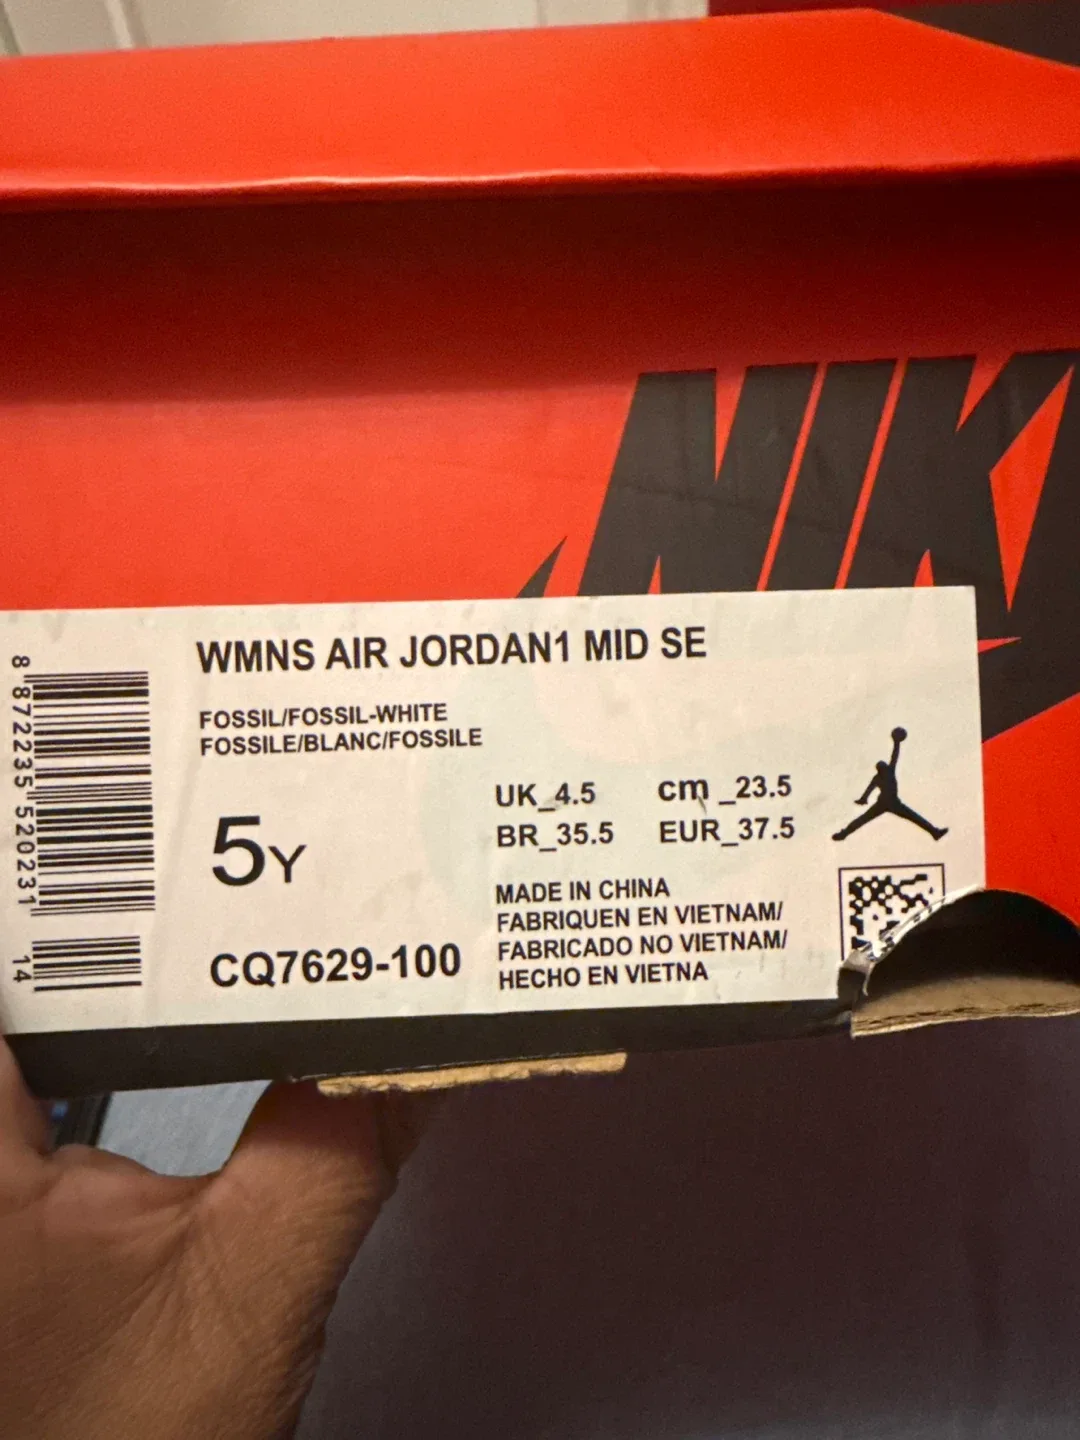 NIK
WMNS AIR JORDAN1 MID SE
FOSSIL/FOSSIL-WHITE
FOSSILE/BLANC/FOSSILE
5Y
UK_4.5 cm_23.5
BR_35.5 EUR_37.5
CQ7629-100
MADE IN CHINA
FABRIQUEN EN VIETNAM/
FABRICADO NO VIETNAM/
HECHO EN VIETNA
8 872235 520231 14